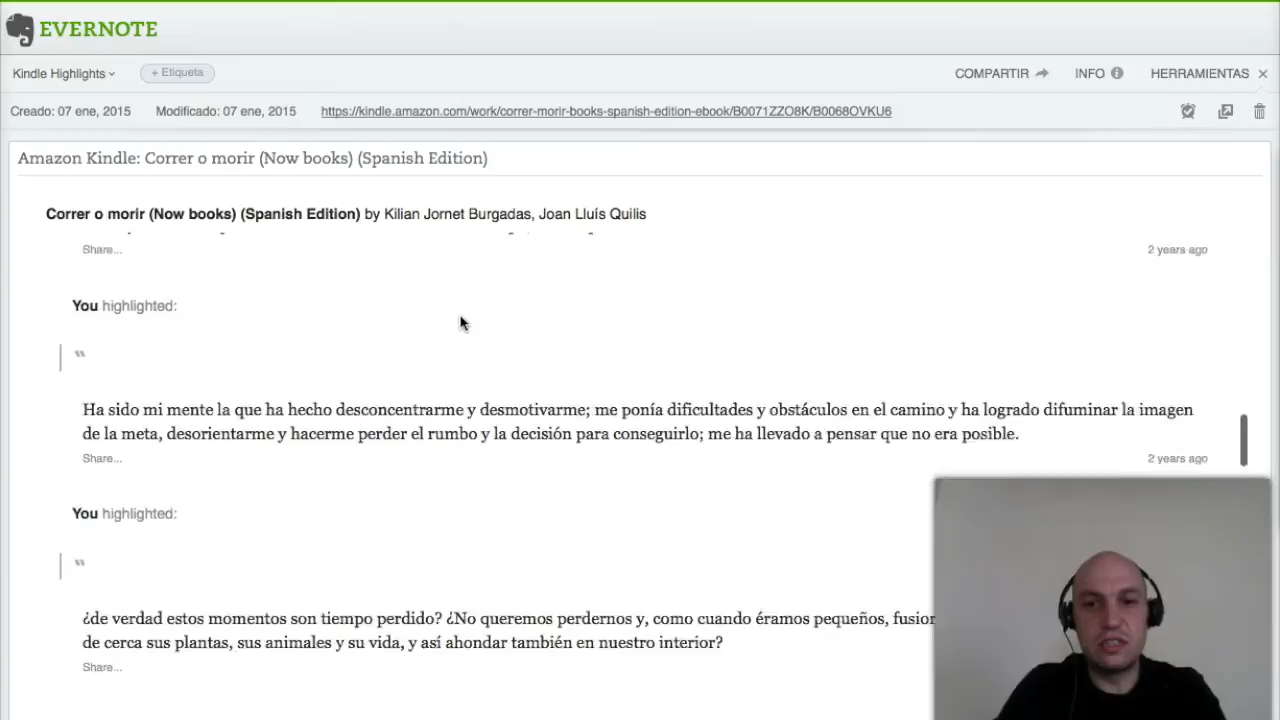 EVERNOTE
Kindle Highlights
+ Etiqueta
COMPARTIR
INFO
HERRAMIENTAS
Creado: 07 ene, 2015
Modificado: 07 ene, 2015
https://kindle.amazon.com/work/correr-morir-books-spanish-edition-ebook/B0071ZZO8K/B0068OVKU6
Amazon Kindle: Correr o morir (Now books) (Spanish Edition)
Correr o morir (Now books) (Spanish Edition) by Kilian Jornet Burgadas, Joan Lluís Quilis
Share...
2 years ago
You highlighted:
"
Ha sido mi mente la que ha hecho desconcentrarme y desmotivarme; me ponía dificultades y obstáculos en el camino y ha logrado difuminar la imagen
de la meta, desorientarme y hacerme perder el rumbo y la decisión para conseguirlo; me ha llevado a pensar que no era posible.
Share...
2 years ago
You highlighted:
"
¿de verdad estos momentos son tiempo perdido? ¿No queremos perdernos y, como cuando éramos pequeños, fusior
de cerca sus plantas, sus animales y su vida, y así ahondar también en nuestro interior?
Share...